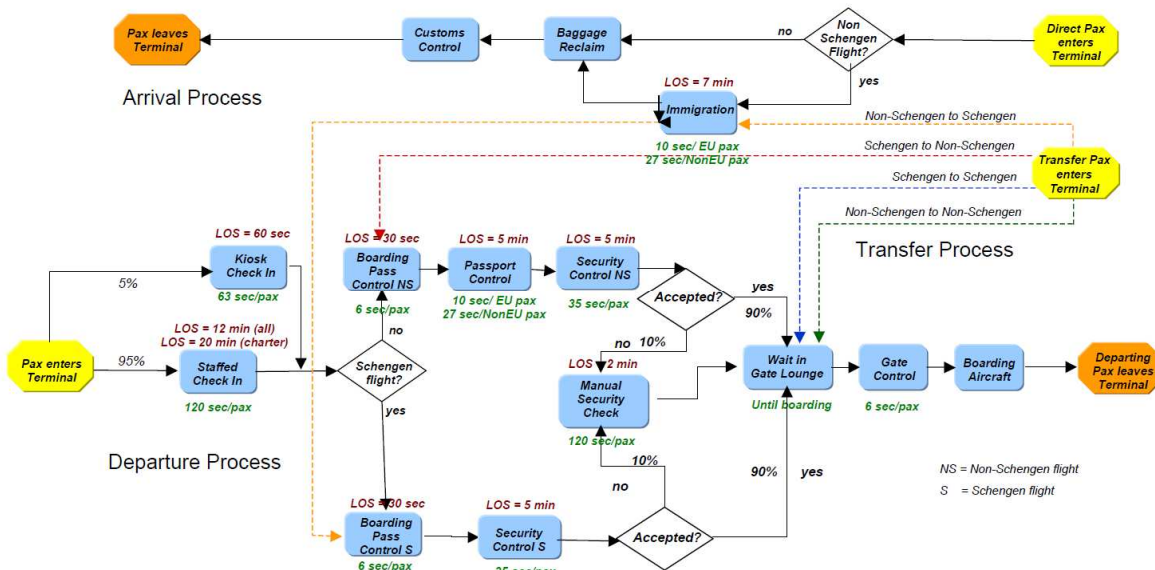 Pax leaves
Terminal
Customs
Control
Baggage
Reclaim
no
Non
Schengen
Flight?
yes
Direct Pax
enters
Terminal
Arrival Process
LOS = 7 min
Immigration
10 sec/ EU pax
27 sec/NonEU pax
Non-Schengen to Schengen
Schengen to Non-Schengen
Schengen to Schengen
Non-Schengen to Non-Schengen
Transfer Pax
enters
Terminal
Transfer Process
LOS = 60 sec
Kiosk
Check In
63 sec/pax
5%
LOS = 12 min (all)
LOS = 20 min (charter)
Pax enters
Terminal
95%
Staffed
Check In
120 sec/pax
LOS = 30 sec
Boarding
Pass
Control NS
6 sec/pax
no
Schengen
flight?
yes
LOS = 5 min
Passport
Control
10 sec/ EU pax
27 sec/NonEU pax
LOS = 5 min
Security
Control NS
35 sec/pax
Accepted?
yes
90%
no
10%
LOS = 2 min
Manual
Security
Check
120 sec/pax
Wait in
Gate Lounge
Until boarding
Gate
Control
6 sec/pax
Boarding
Aircraft
Departing
Pax leaves
Terminal
Departure Process
10%
no
90%
yes
NS = Non-Schengen flight
S = Schengen flight
LOS = 30 sec
Boarding
Pass
Control S
6 sec/pax
LOS = 5 min
Security
Control S
Accepted?